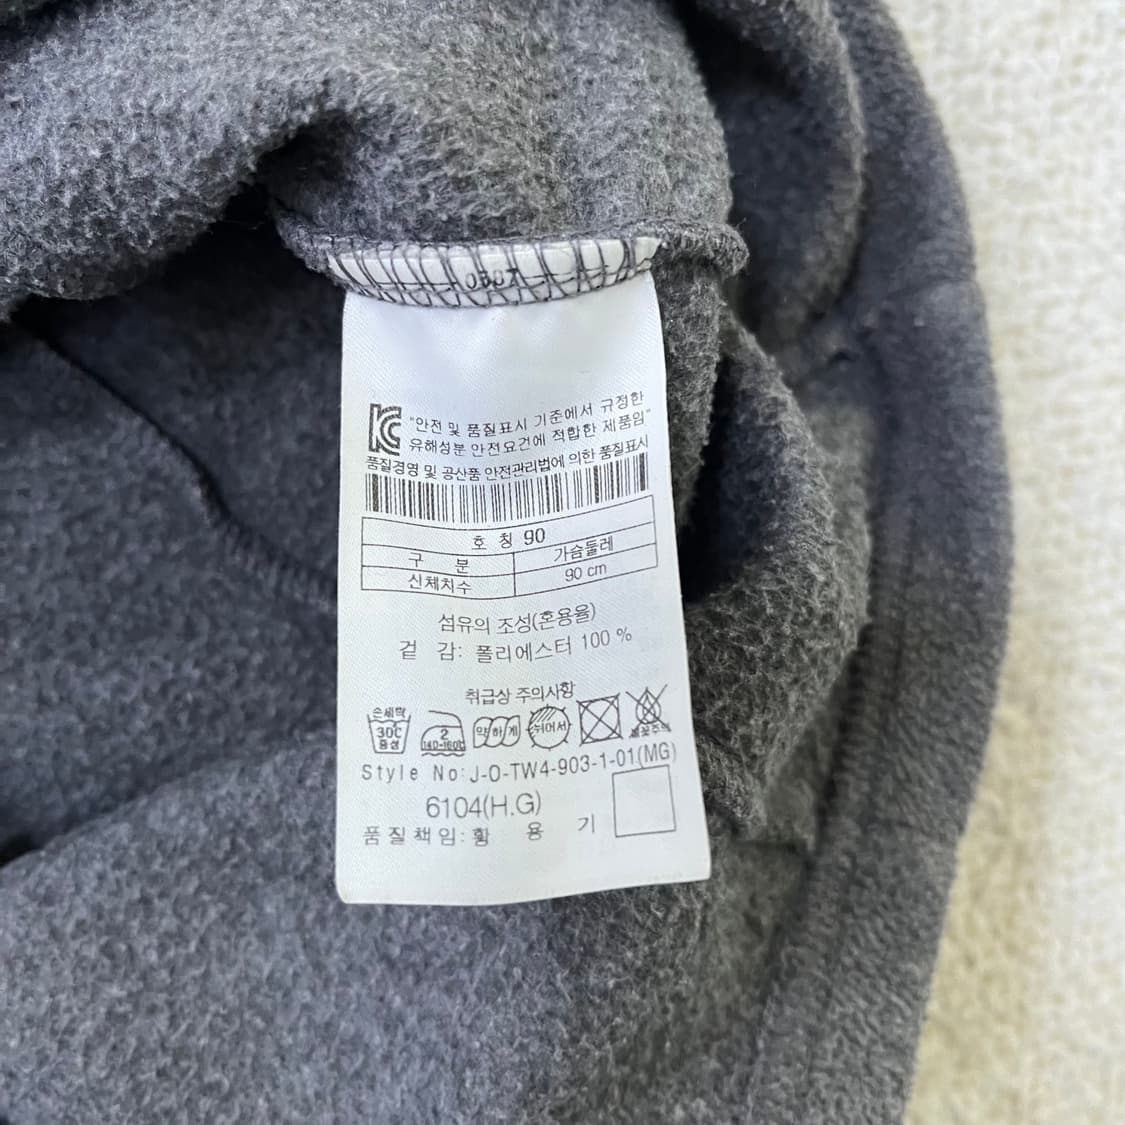 0587
KC "안전 및 품질표시 기준에서 규정한
유해성분 안전요건에 적합한 제품임"
품질경영 및 공산품 안전관리법에 의한 품질표시
호 칭 90
구 분 가슴둘레
신체치수 90 cm
섬유의 조성(혼용율)
겉 감: 폴리에스터 100 %
취급상 주의사항
손세탁 30C 중성 2 140-160C 약하게 뉘어서 불꽃주의
Style No:J-O-TW4-903-1-01(MG)
6104(H.G)
품질책임:황 용 기